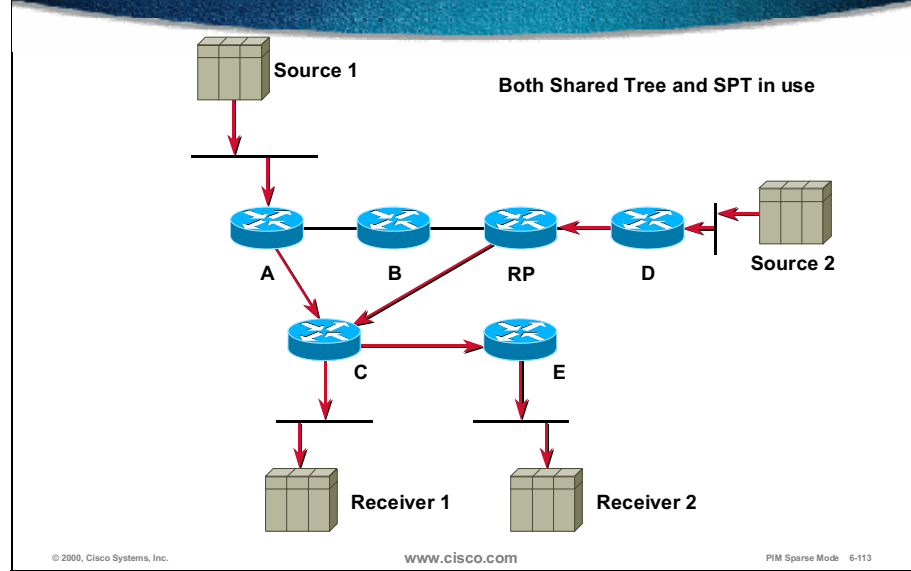 Source 1
Both Shared Tree and SPT in use
A
B
RP
D
Source 2
C
E
Receiver 1
Receiver 2
© 2000, Cisco Systems, Inc.
www.cisco.com
PIM Sparse Mode 6-113